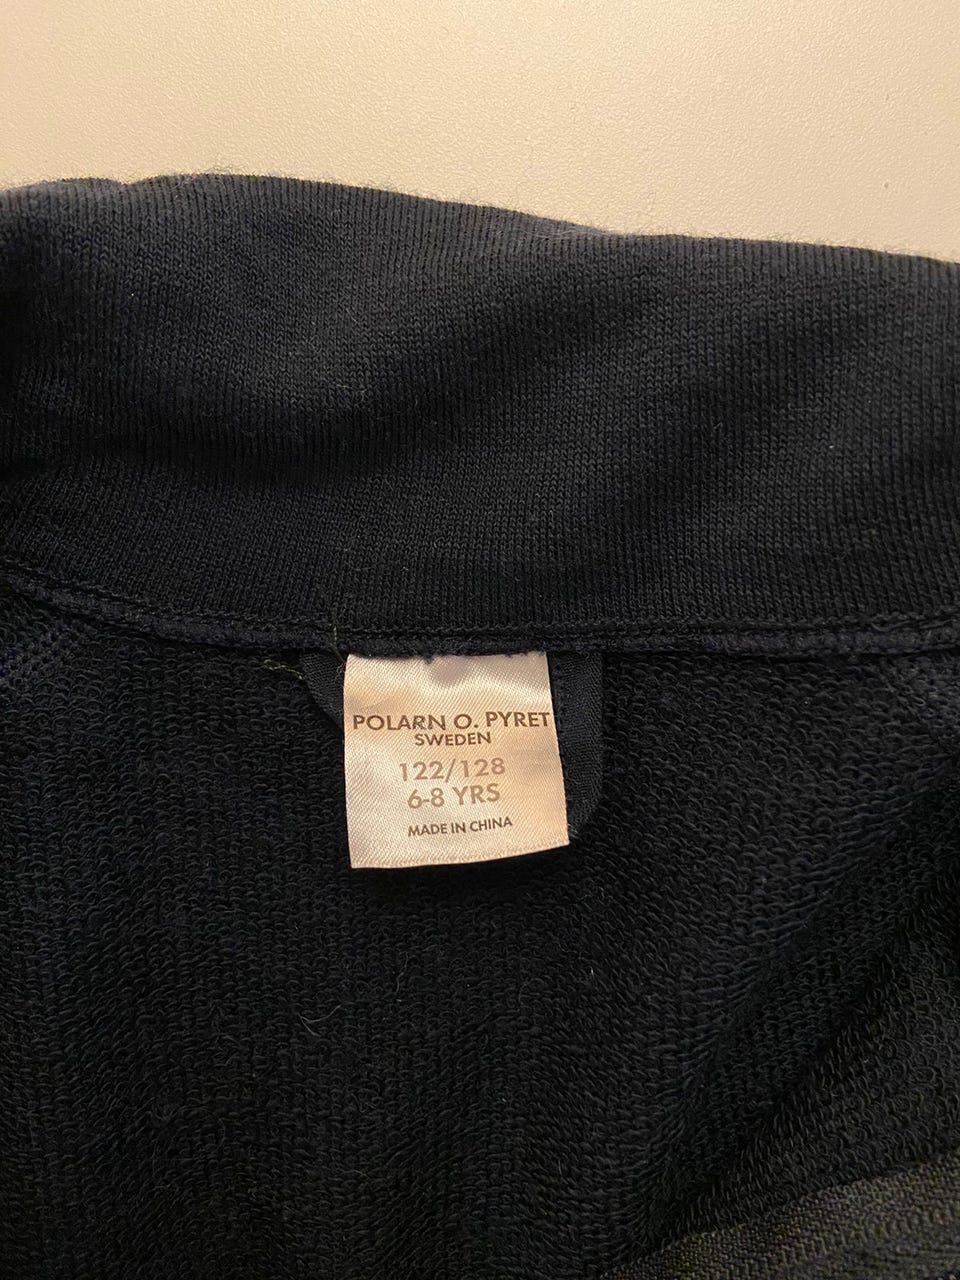 POLARN O. PYRET
SWEDEN
122/128
6-8 YRS
MADE IN CHINA